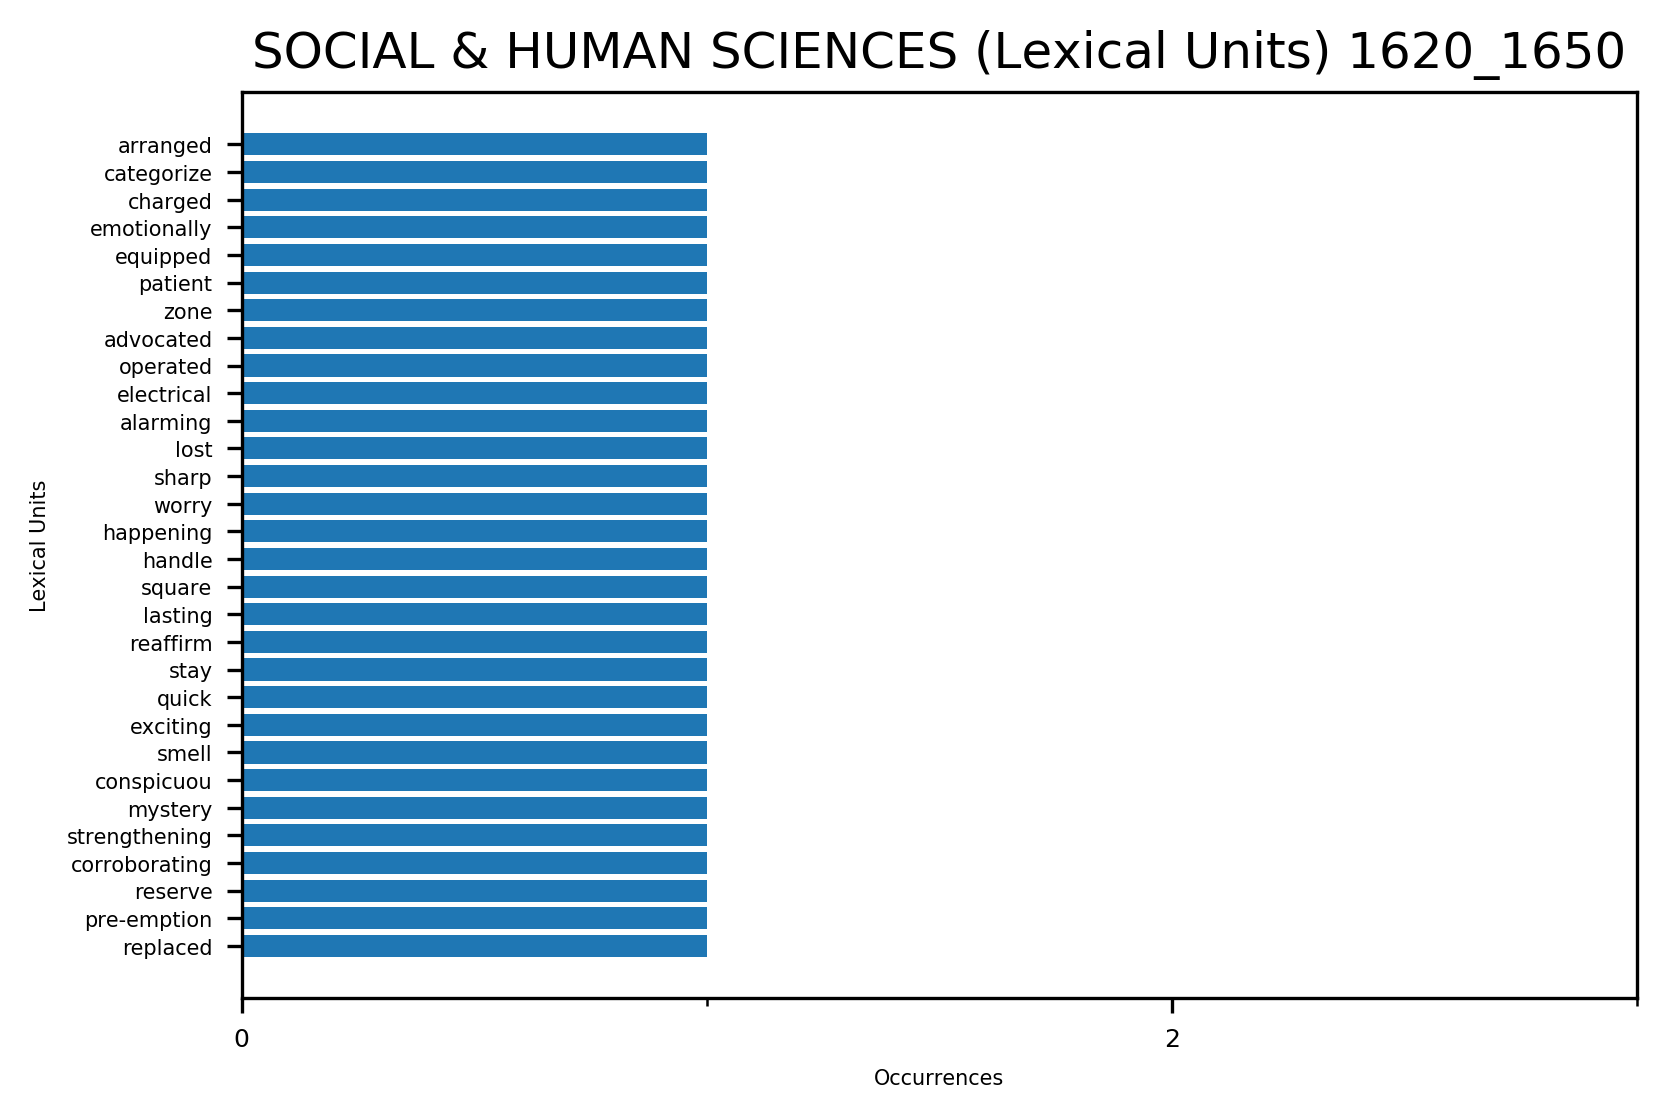 SOCIAL & HUMAN SCIENCES (Lexical Units) 1620_1650
arranged
categorize
charged
emotionally
equipped
patient
zone
advocated
operated
electrical
alarming
lost
sharp
worry
happening
handle
square
lasting
reaffirm
stay
quick
exciting
smell
conspicuou
mystery
strengthening
corroborating
reserve
pre-emption
replaced
Lexical Units
0 2
Occurrences